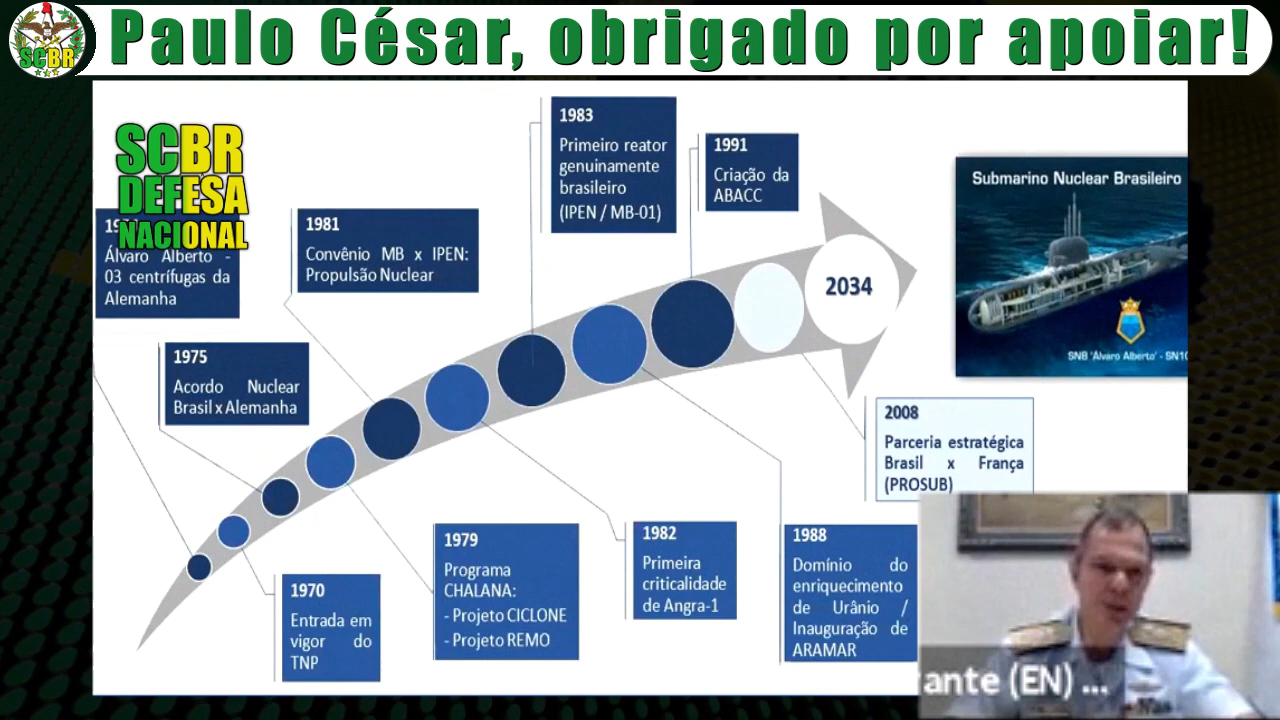 Paulo César, obrigado por apoiar!
SCBR
SCBR
DEFESA
NACIONAL
Álvaro Alberto -
03 centrífugas da
Alemanha
1975
Acordo Nuclear
Brasil x Alemanha
1981
Convênio MB x IPEN:
Propulsão Nuclear
1983
Primeiro reator
genuinamente
brasileiro
(IPEN / MB-01)
1991
Criação da
ABACC
2034
Submarino Nuclear Brasileiro
SNB 'Álvaro Alberto' - SN10
2008
Parceria estratégica
Brasil x França
(PROSUB)
1970
Entrada em
vigor do
TNP
1979
Programa
CHALANA:
- Projeto CICLONE
- Projeto REMO
1982
Primeira
criticalidade
de Angra-1
1988
Domínio do
enriquecimento
de Urânio /
Inauguração de
ARAMAR
rante (EN) ...